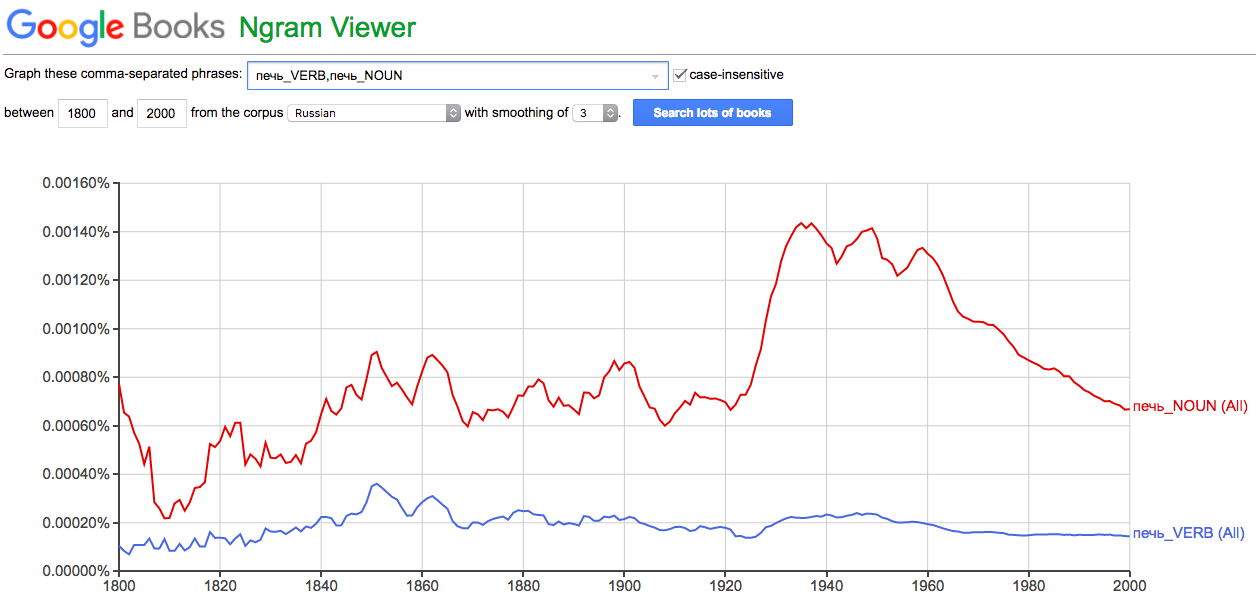 Google Books Ngram Viewer
Graph these comma-separated phrases: печь_VERB,печь_NOUN case-insensitive
between 1800 and 2000 from the corpus Russian with smoothing of 3 . Search lots of books
0.00160%
0.00140%
0.00120%
0.00100%
0.00080%
печь_NOUN (All)
0.00060%
0.00040%
0.00020%
печь_VERB (All)
0.00000%
1800 1820 1840 1860 1880 1900 1920 1940 1960 1980 2000